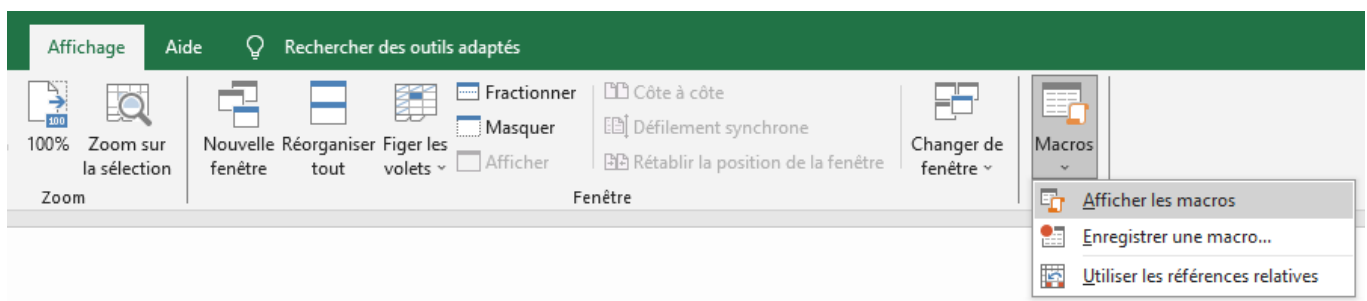 Affichage Aide Rechercher des outils adaptés
100
100% Zoom sur la sélection
Nouvelle fenêtre
Réorganiser tout
Figer les volets
Fractionner
Masquer
Afficher
Côte à côte
Défilement synchrone
Rétablir la position de la fenêtre
Changer de fenêtre
Macros
Zoom
Fenêtre
Afficher les macros
Enregistrer une macro...
Utiliser les références relatives